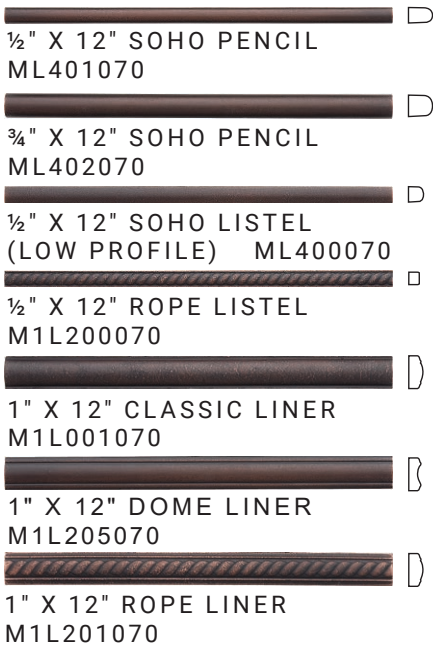 ½" X 12" SOHO PENCIL
ML401070
¾" X 12" SOHO PENCIL
ML402070
½" X 12" SOHO LISTEL
(LOW PROFILE) ML400070
½" X 12" ROPE LISTEL
M1L200070
1" X 12" CLASSIC LINER
M1L001070
1" X 12" DOME LINER
M1L205070
1" X 12" ROPE LINER
M1L201070